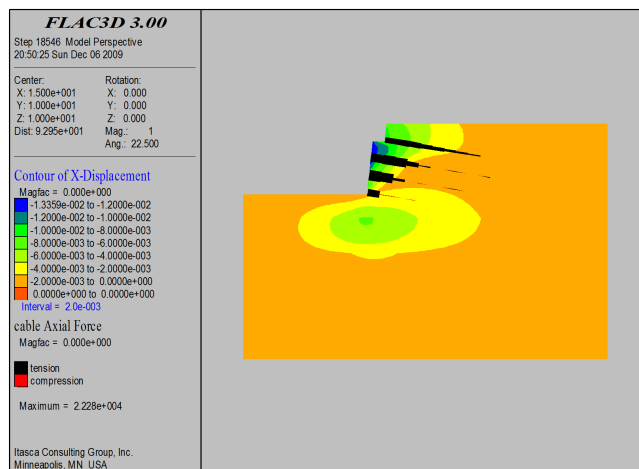 FLAC3D 3.00
Step 18546 Model Perspective
20:50:25 Sun Dec 06 2009
Center: Rotation:
X: 1.500e+001 X: 0.000
Y: 1.000e+001 Y: 0.000
Z: 1.000e+001 Z: 0.000
Dist: 9.295e+001 Mag.: 1
Ang.: 22.500
Contour of X-Displacement
Magfac = 0.000e+000
-1.3359e-002 to -1.2000e-002
-1.2000e-002 to -1.0000e-002
-1.0000e-002 to -8.0000e-003
-8.0000e-003 to -6.0000e-003
-6.0000e-003 to -4.0000e-003
-4.0000e-003 to -2.0000e-003
-2.0000e-003 to 0.0000e+000
0.0000e+000 to 0.0000e+000
Interval = 2.0e-003
cable Axial Force
Magfac = 0.000e+000
tension
compression
Maximum = 2.228e+004
Itasca Consulting Group, Inc.
Minneapolis, MN USA